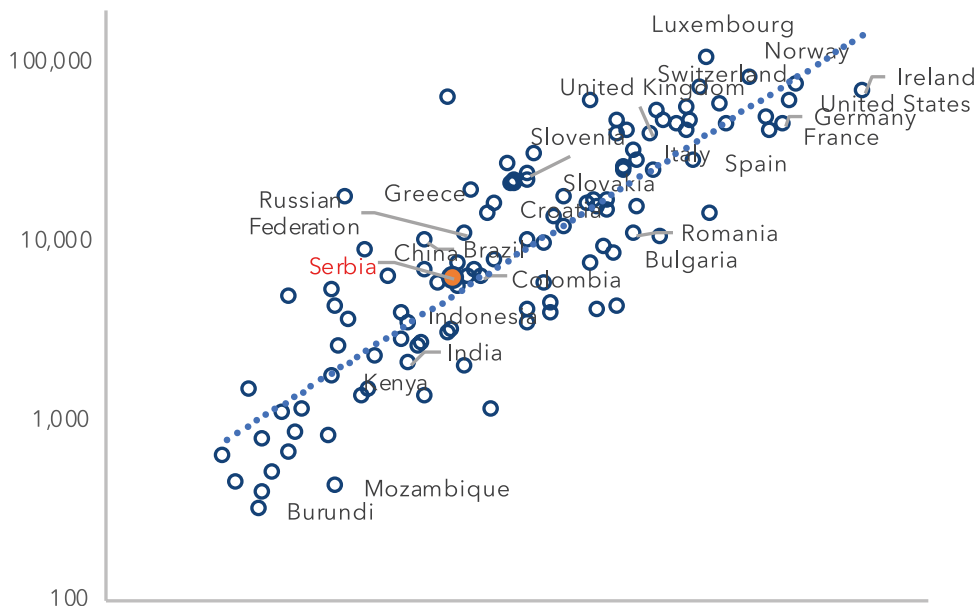 Luxembourg
100,000
Norway
Switzerland
Ireland
United Kingdom
United States
Germany
Slovenia
France
Italy
Spain
Slovakia
Greece
Russian
Federation
Croatia
10,000
Romania
China
Brazil
Bulgaria
Serbia
Colombia
Indonesia
India
Kenya
1,000
Mozambique
Burundi
100